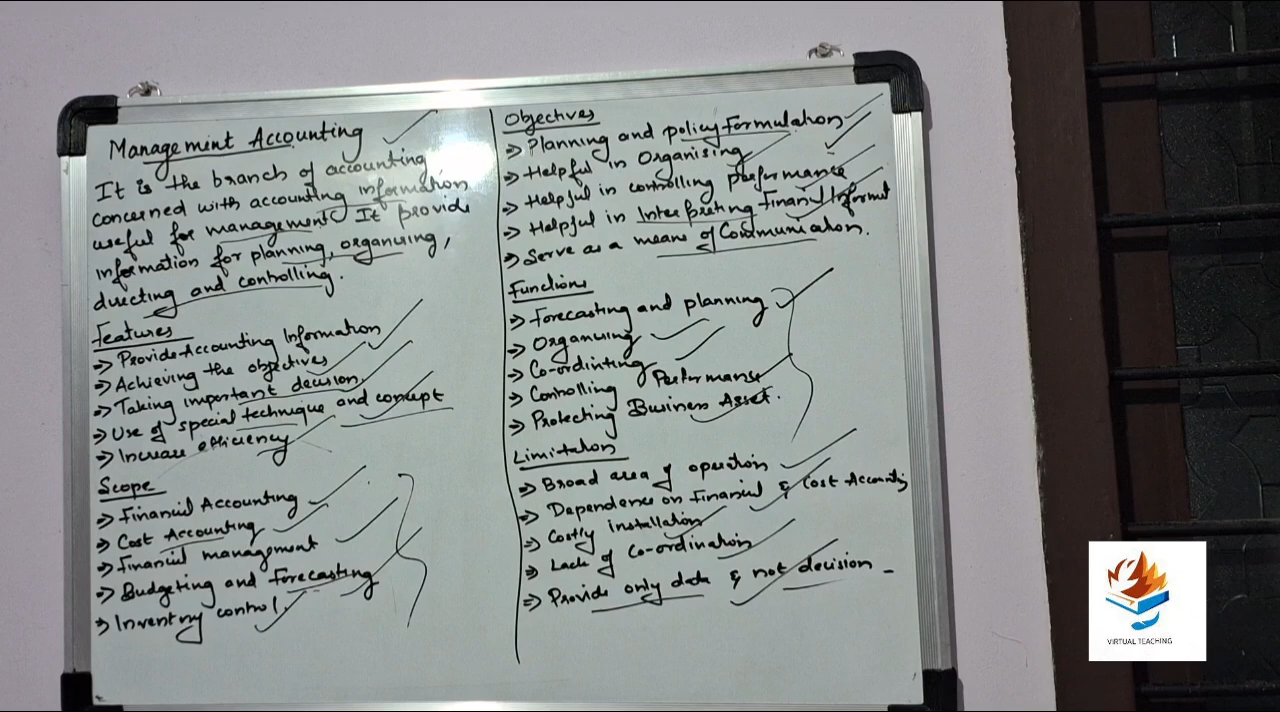 Management Accounting
It is the branch of accounting
concerned with accounting information
useful for management. It provide
information for planning, organising,
directing and controlling.
Features
⇒ Provide Accounting Information
⇒ Achieving the objectives
⇒ Taking important decision.
⇒ Use of special technique and concept
⇒ Increase efficiency
Scope
⇒ Financial Accounting
⇒ Cost Accounting
⇒ Financial management
⇒ Budgeting and Forecasting
⇒ Inventory control.
Objectives
⇒ Planning and policy formulation
⇒ Helpful in Organising
⇒ Helpful in controlling performance
⇒ Helpful in Interpreting Financial Informat
⇒ Serve as a means of Communication.
Functions
⇒ Forecasting and planning
⇒ Organising
⇒ Co-ordinting
⇒ Controlling Performanse
⇒ Protecting Business Asset.
Limitation
⇒ Broad area of operation
⇒ Dependence on Financial & Cost Accounting
⇒ Costly installation
⇒ Lack of Co-ordination
⇒ Provide only data & not decision -
VIRTUAL TEACHING